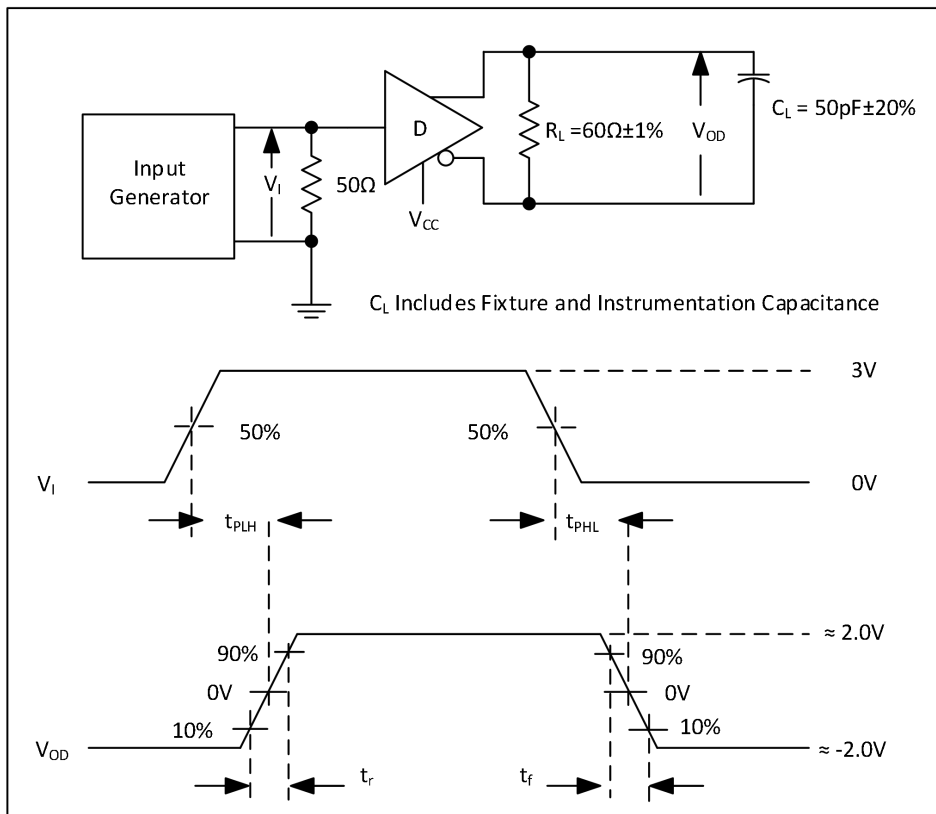 D
C_L = 50pF±20%
R_L =60Ω±1%
V_OD
Input
Generator
V_I
50Ω
V_CC
C_L Includes Fixture and Instrumentation Capacitance
3V
50%
50%
V_I
0V
t_PLH
t_PHL
≈ 2.0V
90%
90%
0V
0V
10%
10%
V_OD
≈ -2.0V
t_r
t_f